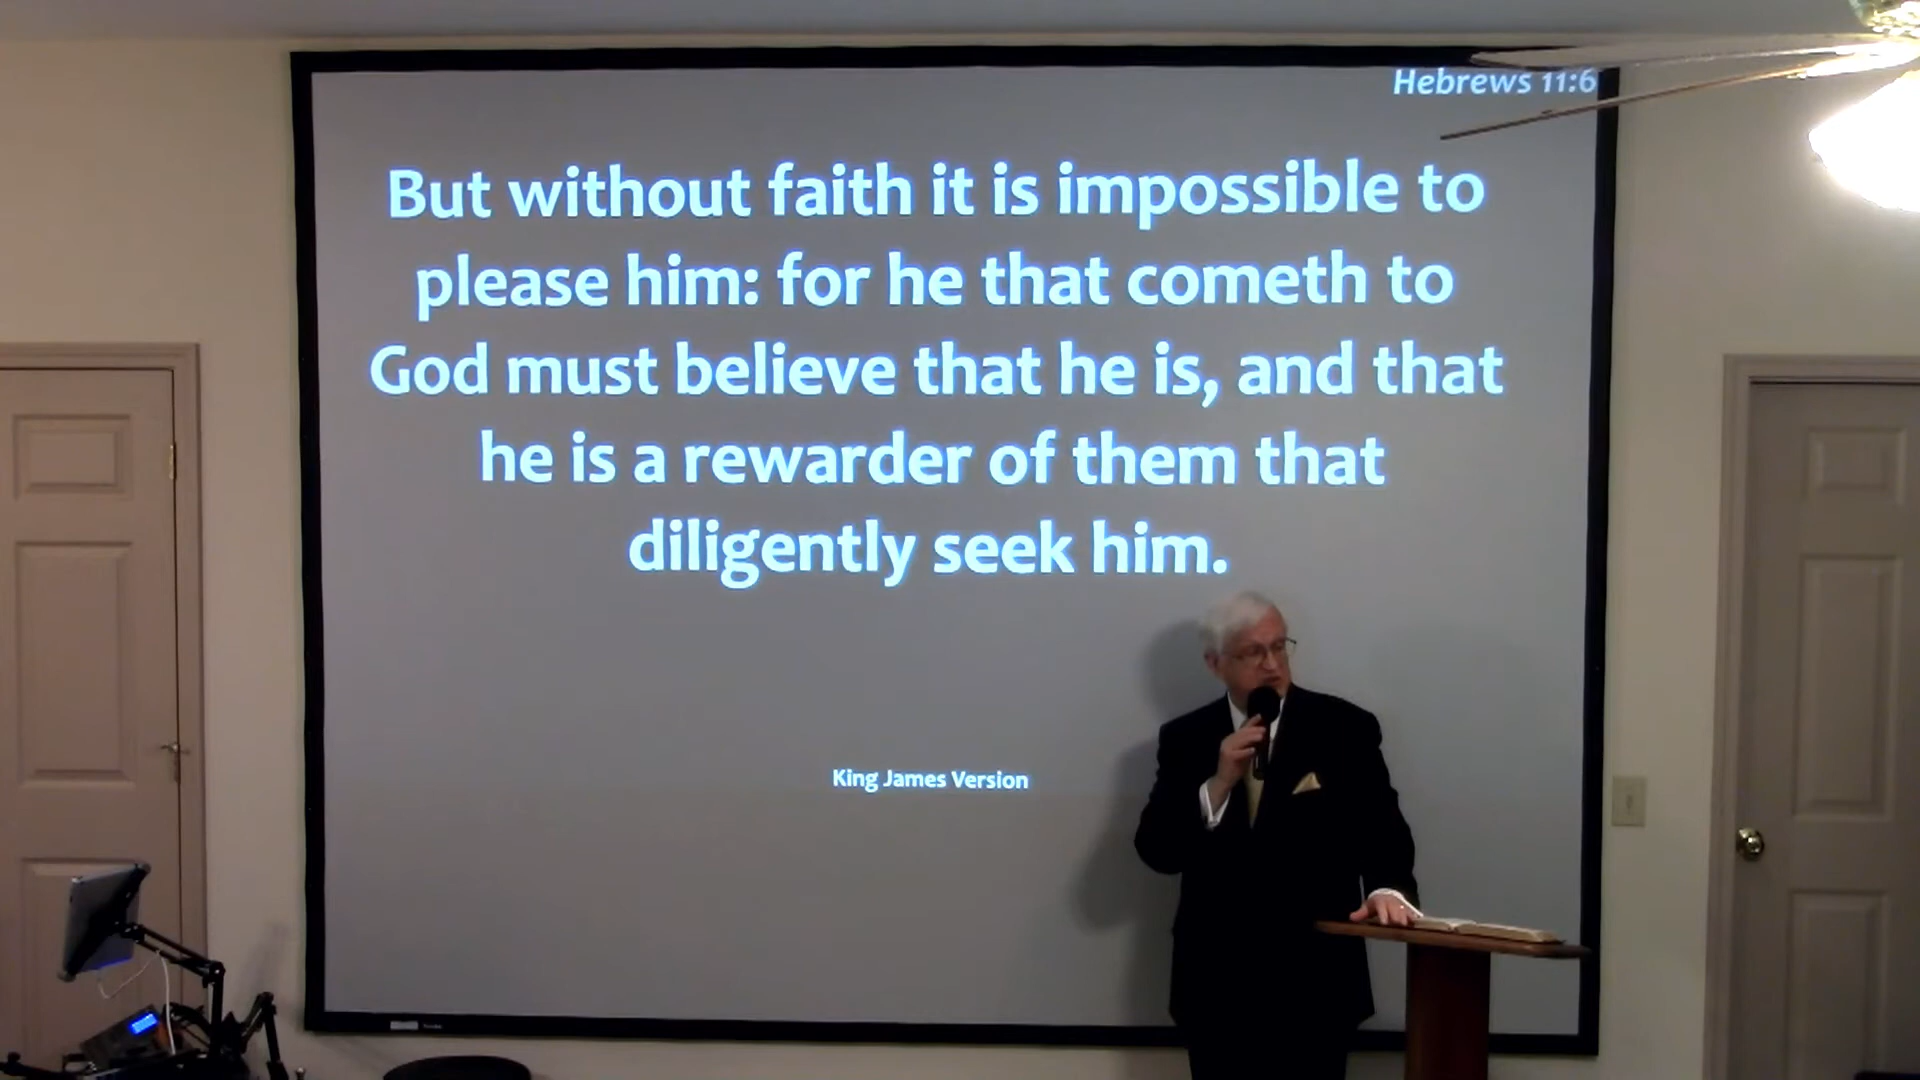 Hebrews 11:6
But without faith it is impossible to
please him: for he that cometh to
God must believe that he is, and that
he is a rewarder of them that
diligently seek him.
King James Version